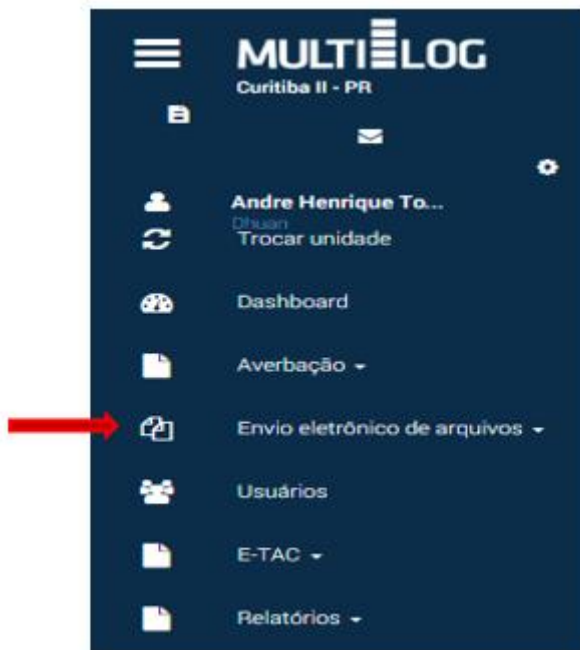 MULTILOG
Curitiba II - PR
Andre Henrique To...
Dhuan
Trocar unidade
Dashboard
Averbação
Envio eletrônico de arquivos
Usuários
E-TAC
Relatórios